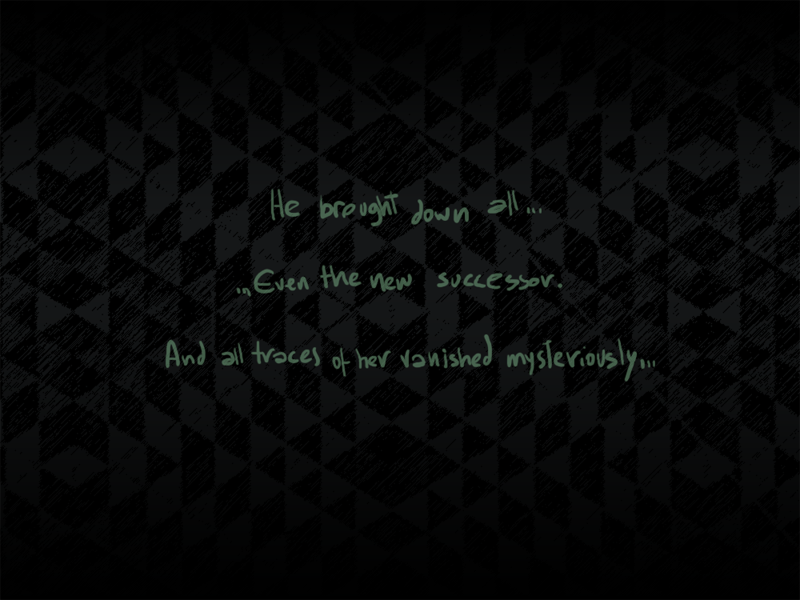 He brought down all...
...Even the new successor.
And all traces of her vanished mysteriously...